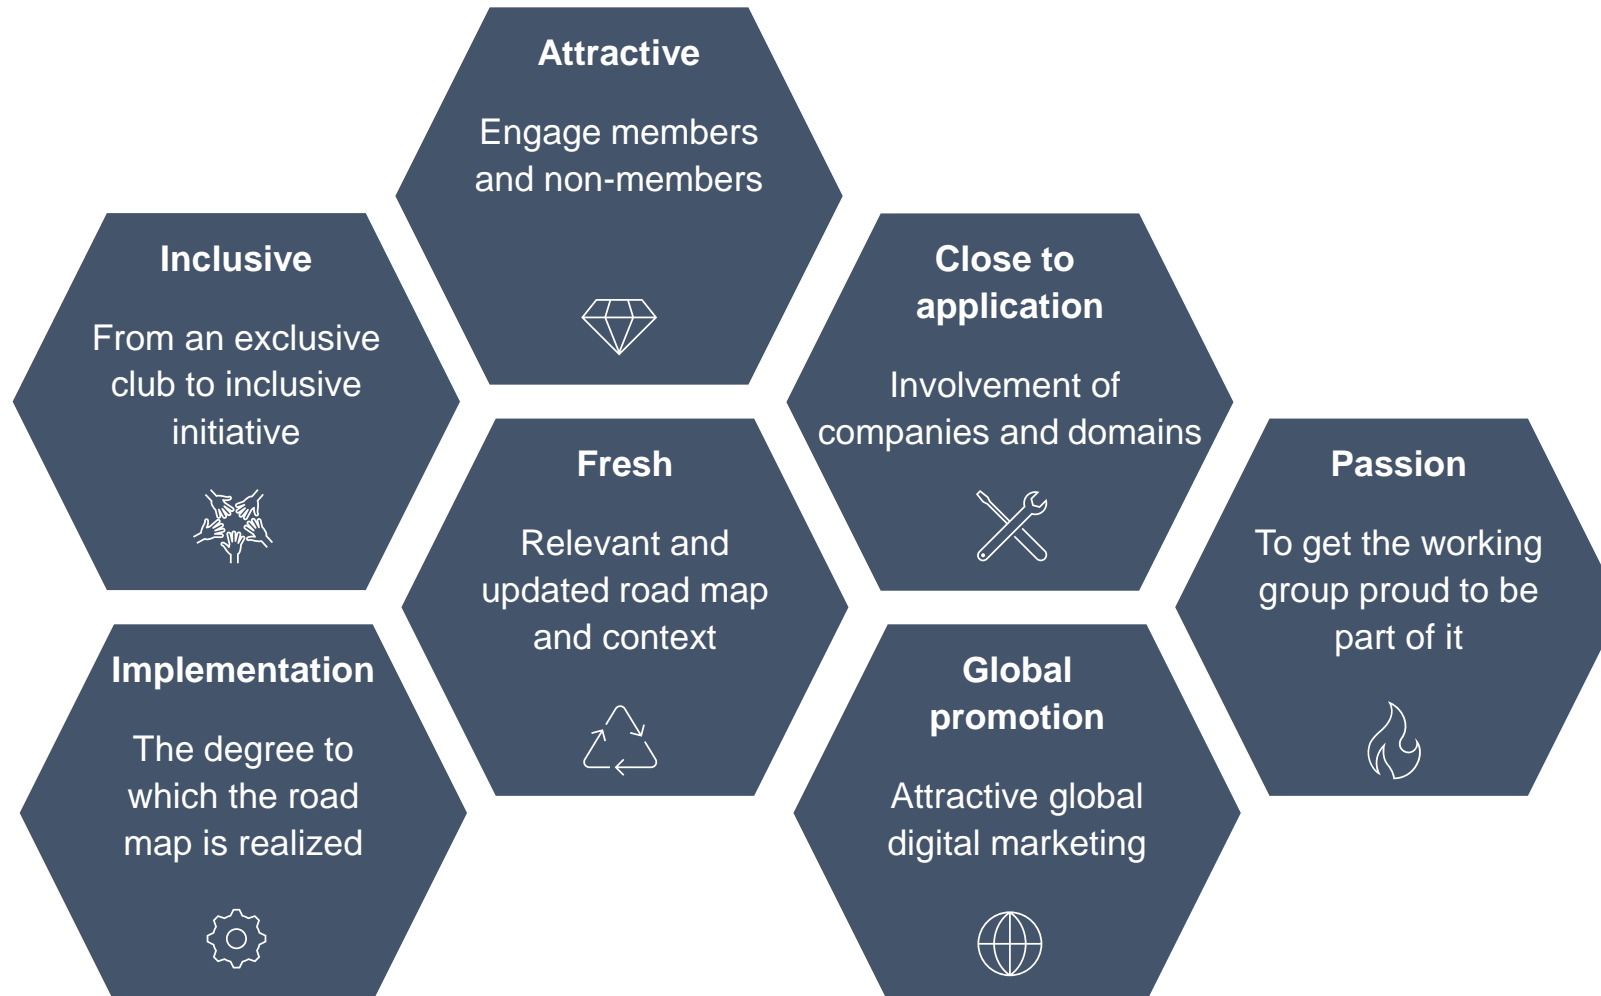 Attractive
Engage members
and non-members
Inclusive
From an exclusive
club to inclusive
initiative
Close to
application
Involvement of
companies and domains
Fresh
Relevant and
updated road map
and context
Passion
To get the working
group proud to be
part of it
Implementation
The degree to
which the road
map is realized
Global
promotion
Attractive global
digital marketing